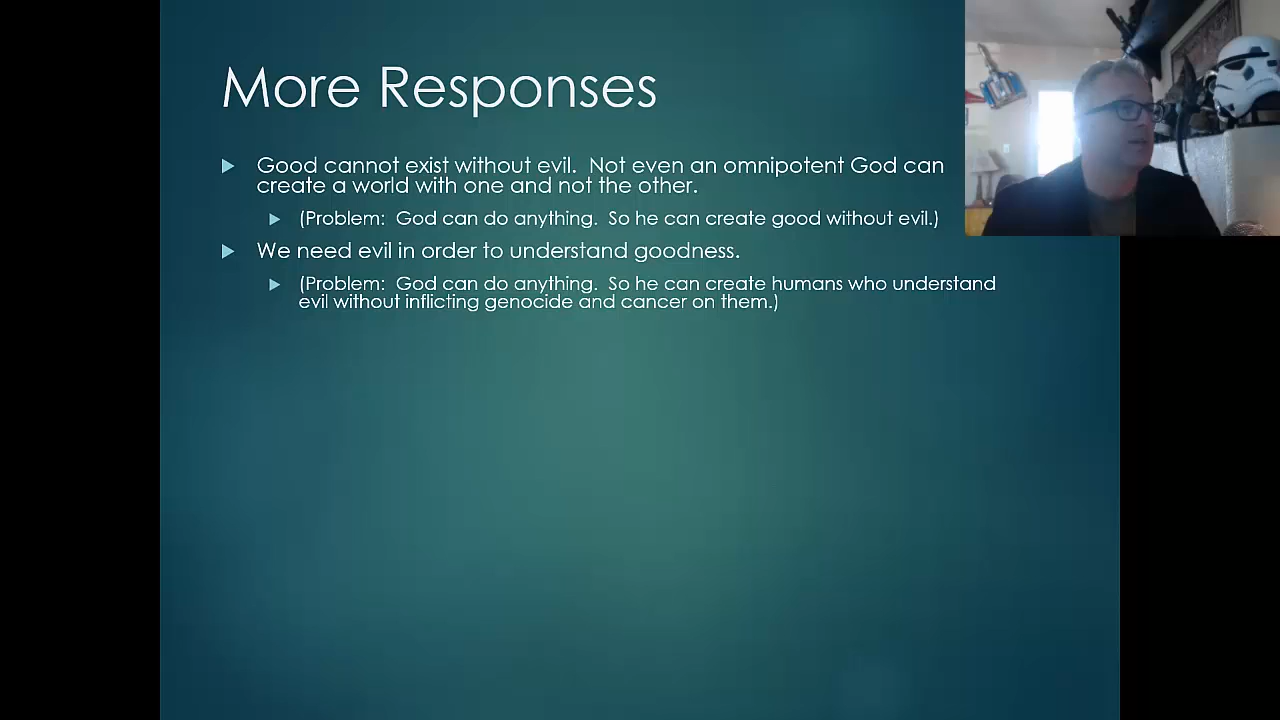 More Responses
Good cannot exist without evil.  Not even an omnipotent God can
create a world with one and not the other.
(Problem:  God can do anything.  So he can create good without evil.)
We need evil in order to understand goodness.
(Problem:  God can do anything.  So he can create humans who understand
evil without inflicting genocide and cancer on them.)